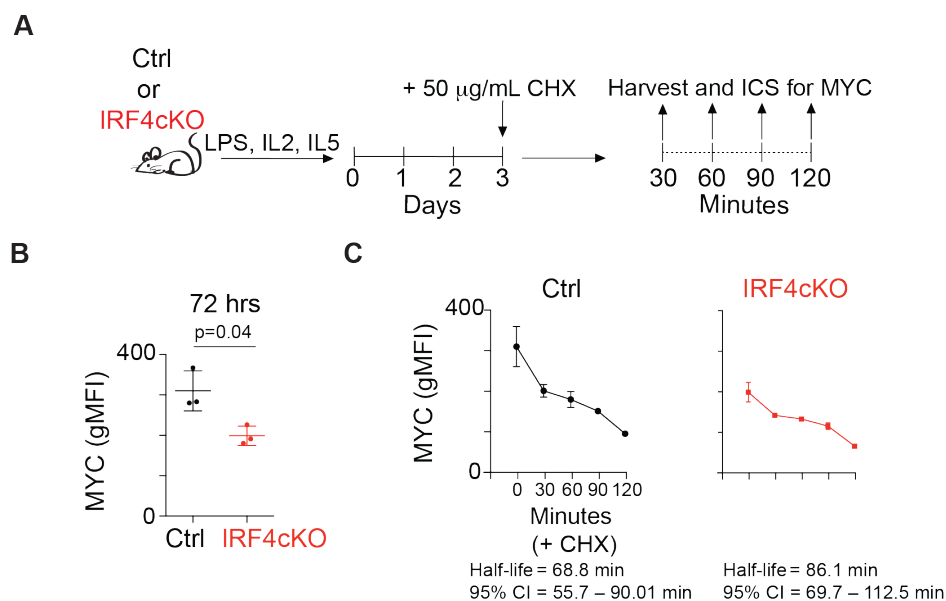 A
Ctrl
or
IRF4cKO
LPS, IL2, IL5
+ 50 μg/mL CHX
0 1 2 3
Days
Harvest and ICS for MYC
30 60 90 120
Minutes
B
72 hrs
p=0.04
MYC (gMFI)
400
0
Ctrl IRF4cKO
C
Ctrl
MYC (gMFI)
400
0
0 30 60 90 120
Minutes
(+ CHX)
Half-life = 68.8 min
95% CI = 55.7 – 90.01 min
IRF4cKO
Half-life = 86.1 min
95% CI = 69.7 – 112.5 min